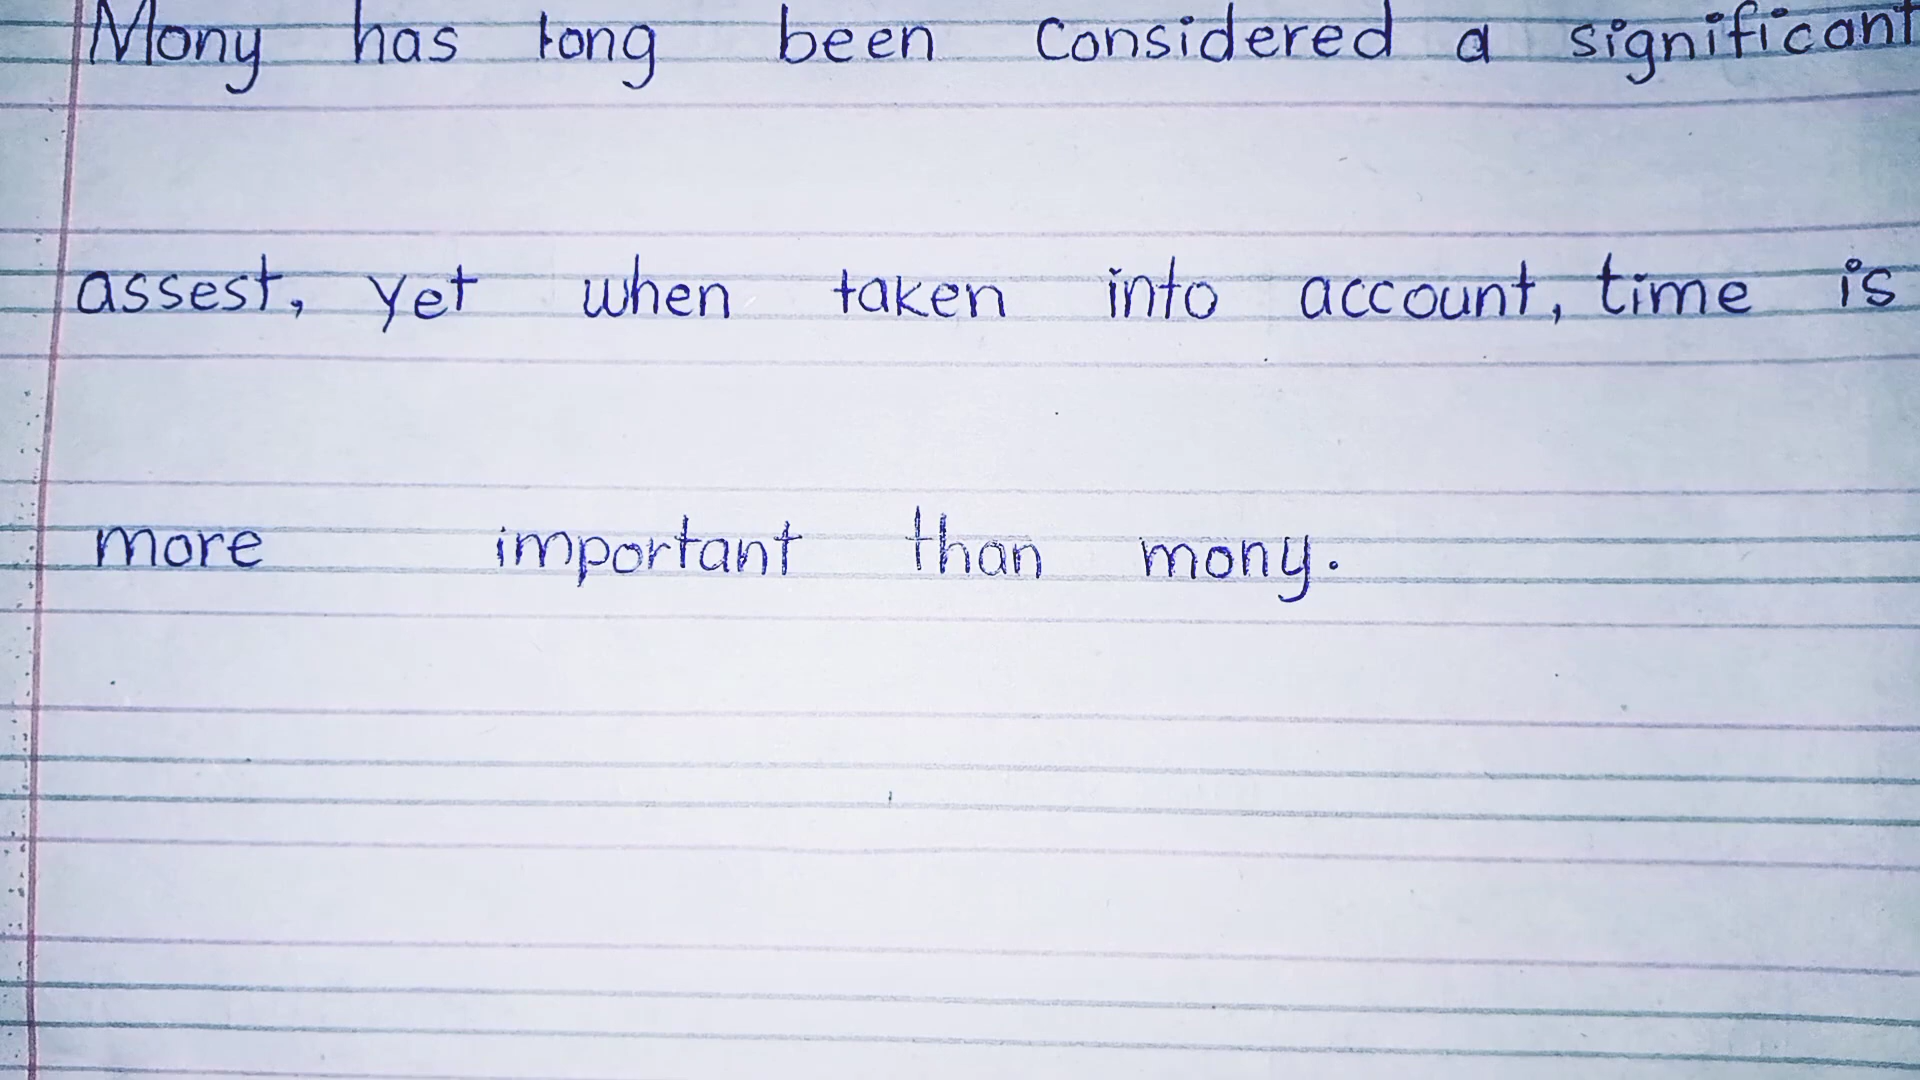 Mony has long been considered a significant
assest, yet when taken into account, time is
more important than mony.